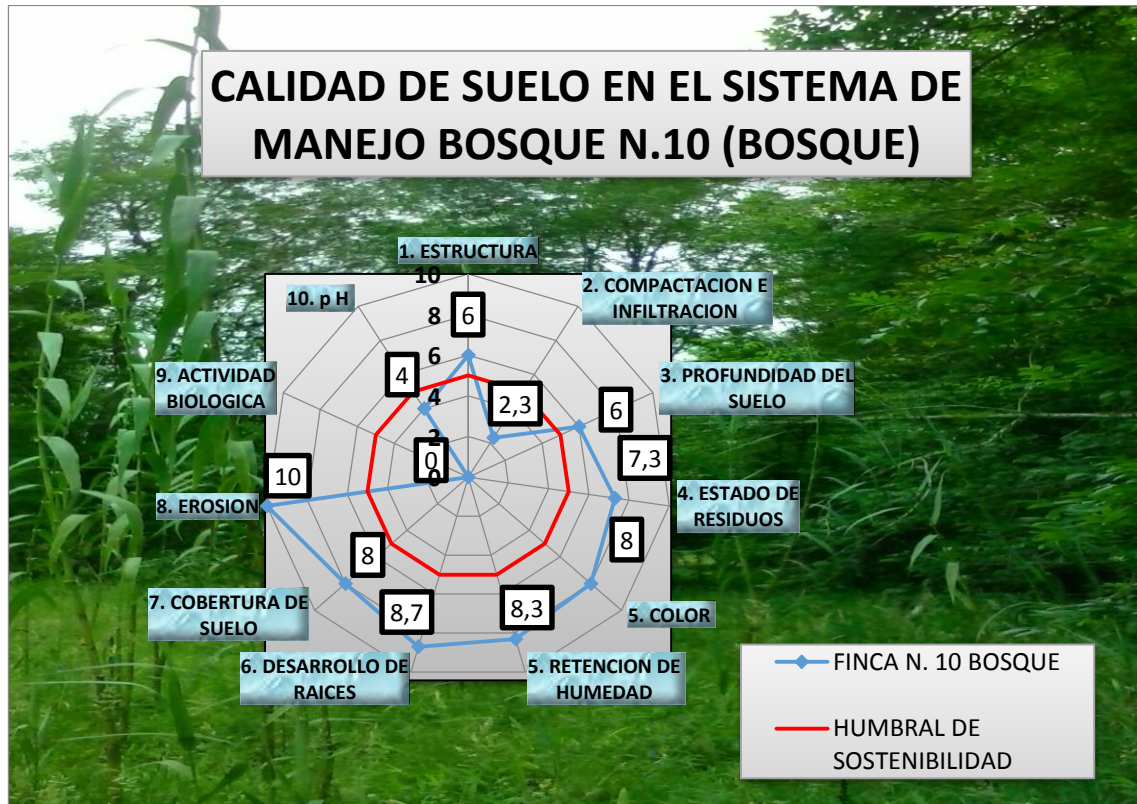 CALIDAD DE SUELO EN EL SISTEMA DE
MANEJO BOSQUE N.10 (BOSQUE)
1. ESTRUCTURA
10
8
6
4
2
0
6
2. COMPACTACION E
INFILTRACION
2,3
3. PROFUNDIDAD DEL
SUELO
6
4. ESTADO DE
RESIDUOS
7,3
5. COLOR
8
5. RETENCION DE
HUMEDAD
8,3
6. DESARROLLO DE
RAICES
8,7
7. COBERTURA DE
SUELO
8
8. EROSION
10
9. ACTIVIDAD
BIOLOGICA
0
10. p H
4
FINCA N. 10 BOSQUE
HUMBRAL DE
SOSTENIBILIDAD